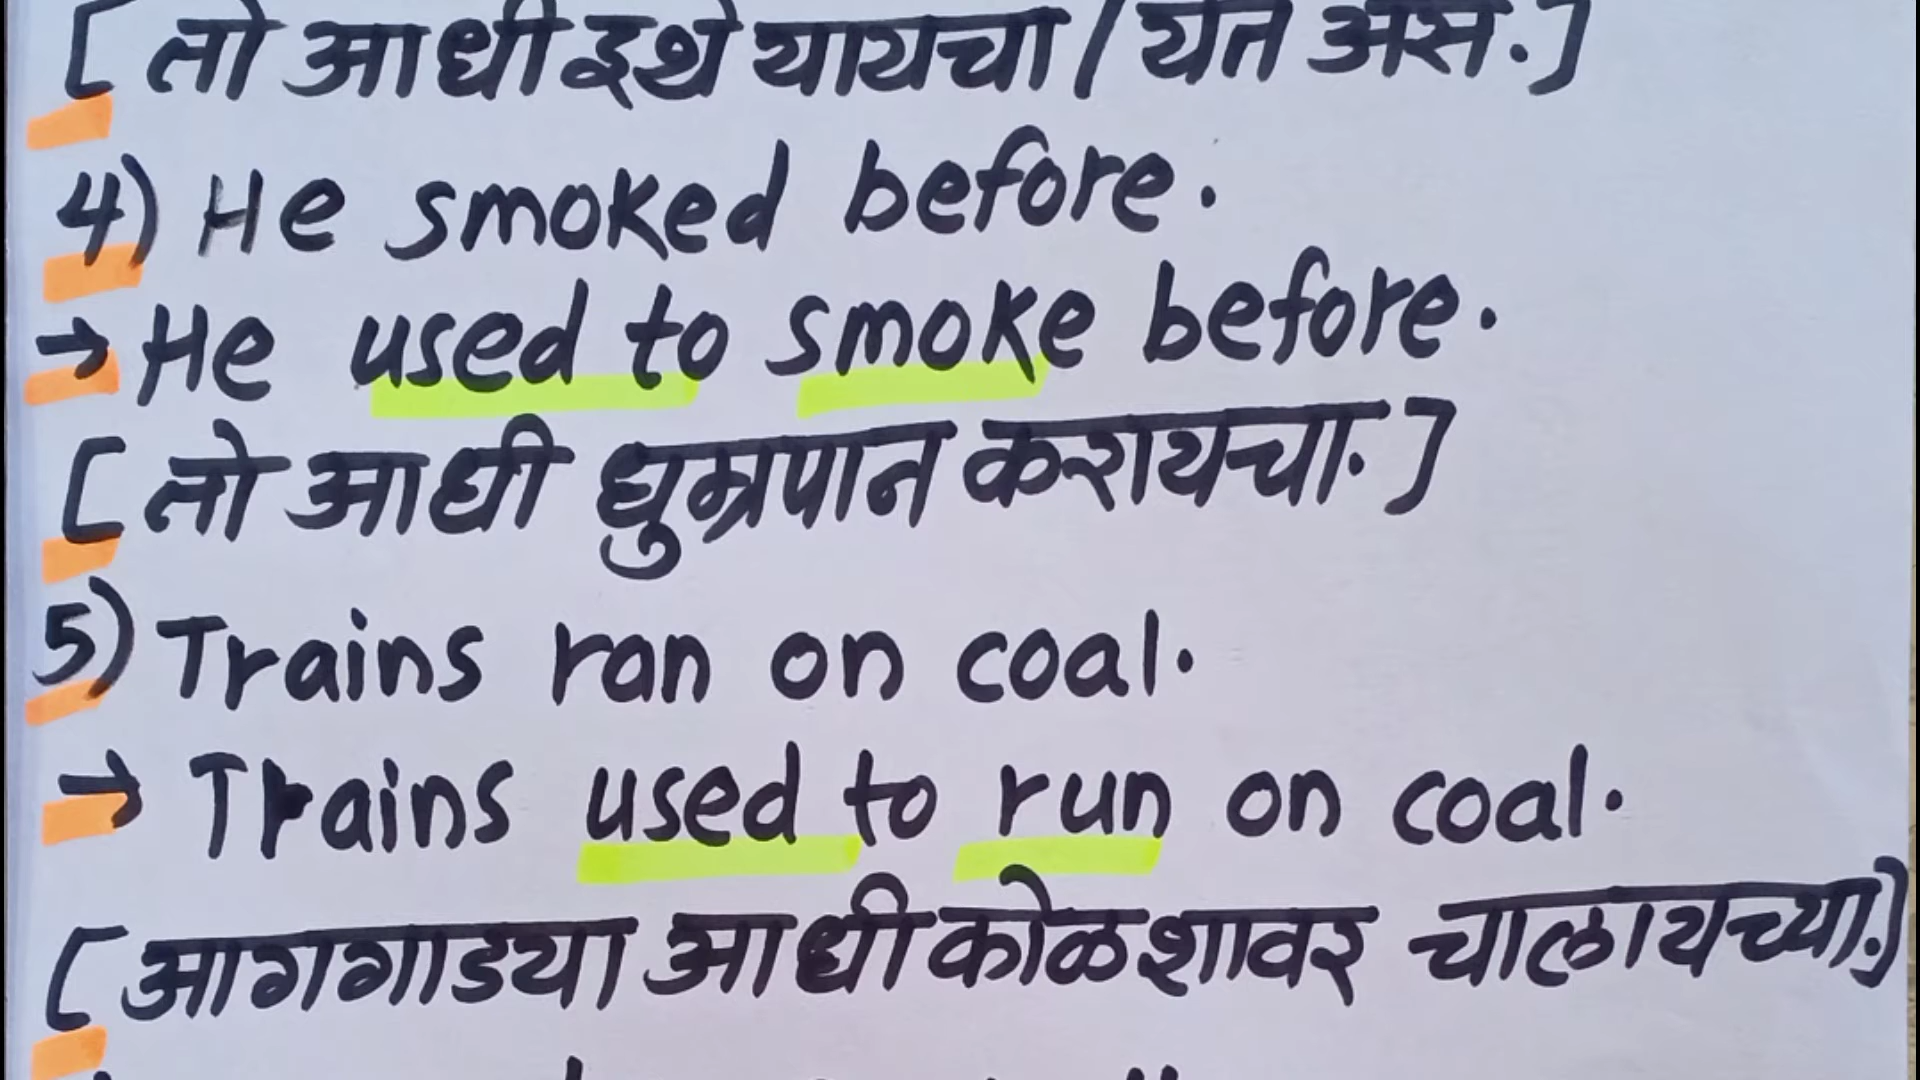 [ तो आधी इथे यायचा / येत असे. ]
4) He smoked before.
→ He used to smoke before.
[ तो आधी धुम्रपान करायचा. ]
5) Trains ran on coal.
→ Trains used to run on coal.
[ आगगाड्या आधी कोळशावर चालायच्या. ]